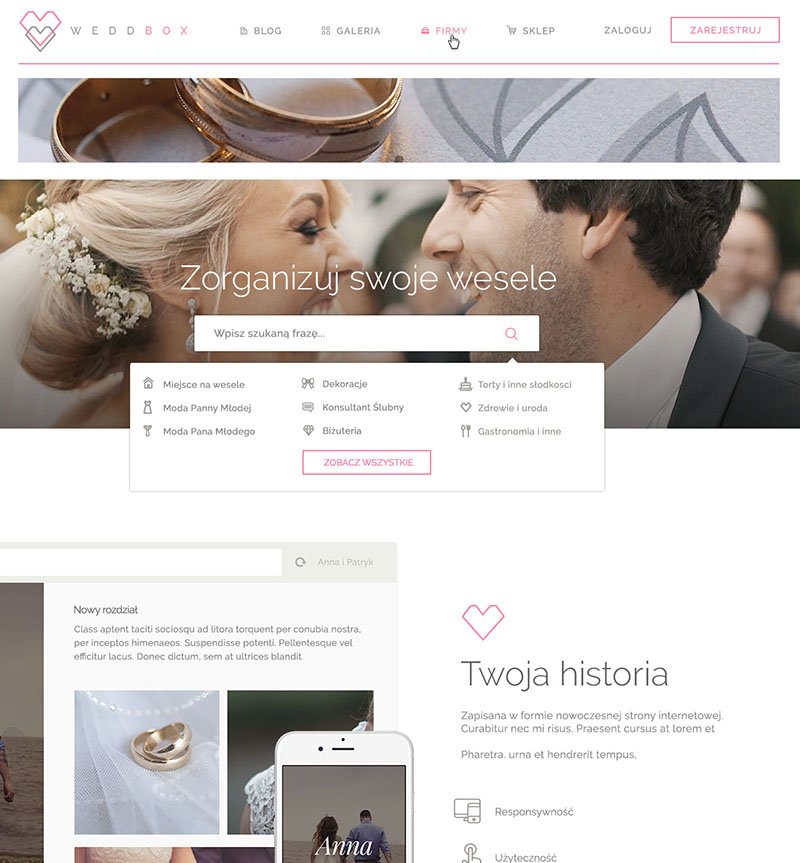 WEDDBOX BLOG GALERIA FIRMY SKLEP ZALOGUJ ZAREJESTRUJ
Zorganizuj swoje wesele
Wpisz szukaną frazę...
Miejsce na wesele
Moda Panny Młodej
Moda Pana Młodego
Dekoracje
Konsultant Ślubny
Biżuteria
Torty i inne słodkosci
Zdrowie i uroda
Gastronomia i inne
ZOBACZ WSZYSTKIE
Anna i Patryk
Nowy rozdział
Class aptent taciti sociosqu ad litora torquent per conubia nostra,
per inceptos himenaeos. Suspendisse potenti. Pellentesque vel
efficitur lacus. Donec dictum, sem at ultrices blandit.
Anna
Twoja historia
Zapisana w formie nowoczesnej strony internetowej.
Curabitur nec mi risus. Praesent cursus at lorem et
Pharetra. urna et hendrerit tempus.
Responsywność
Użyteczność